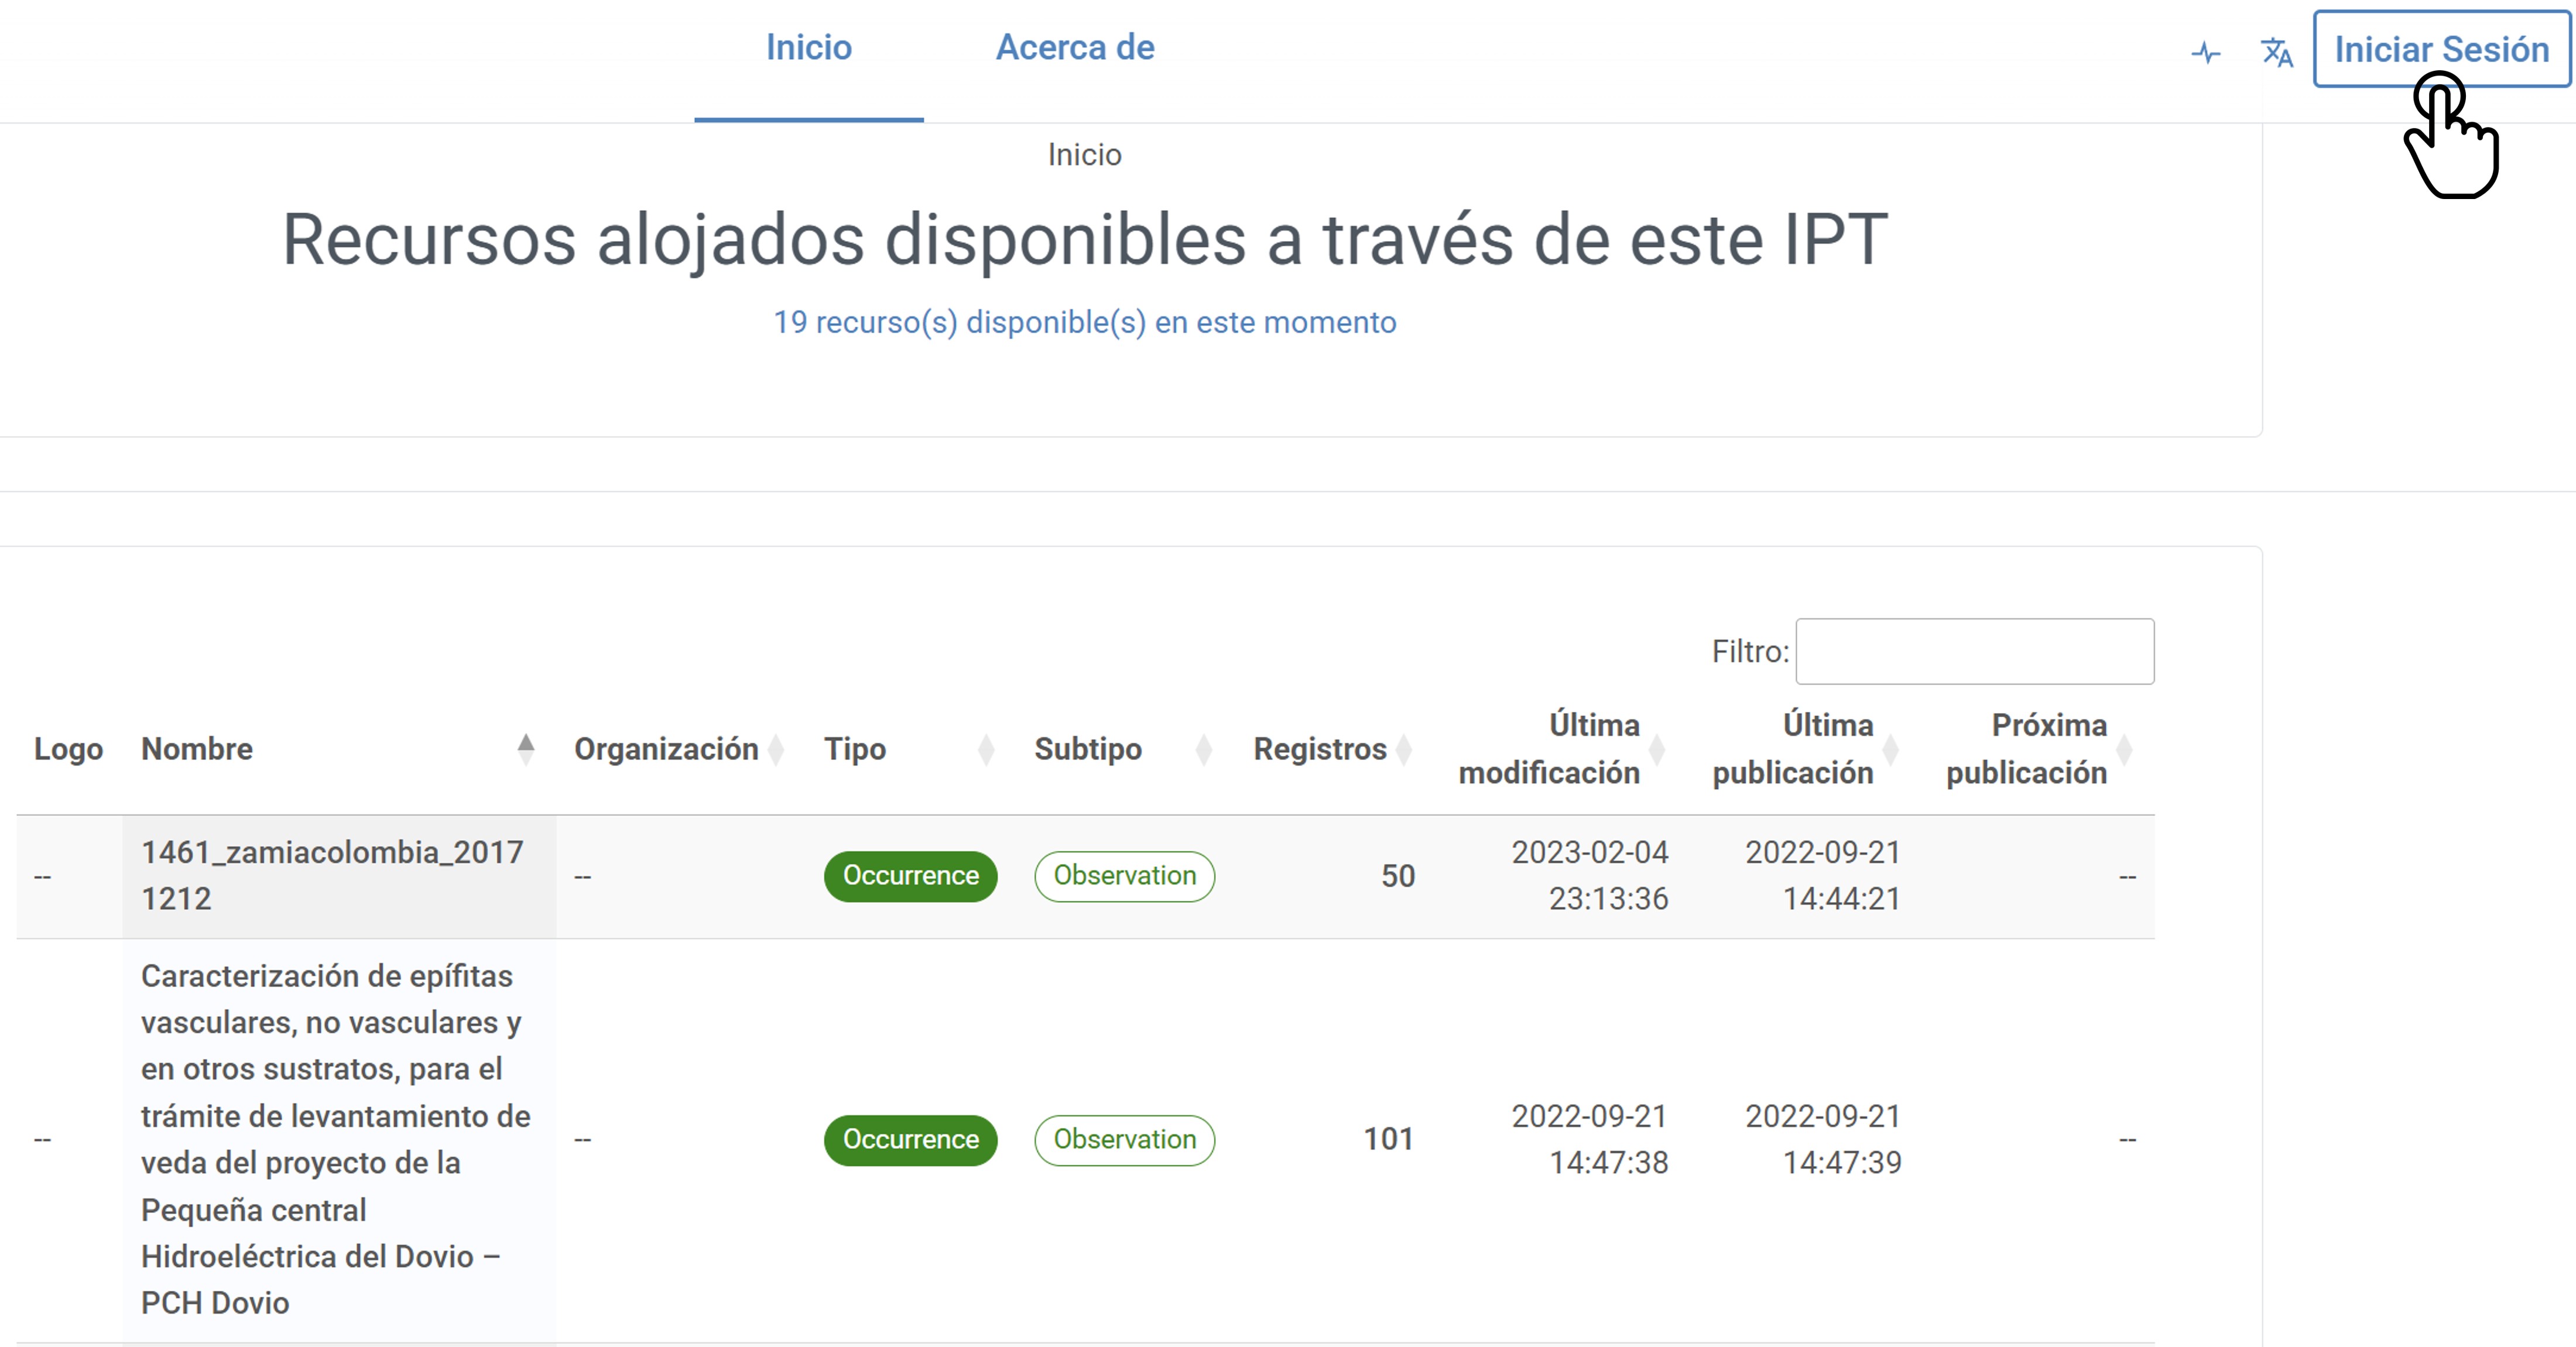 Inicio
Acerca de
Iniciar Sesión
Inicio
Recursos alojados disponibles a través de este IPT
19 recurso(s) disponible(s) en este momento
Filtro:
Logo Nombre Organización Tipo Subtipo Registros Última modificación Última publicación Próxima publicación
-- 1461_zamiacolombia_2017 -- Occurrence Observation 50 2023-02-04 2022-09-21 --
1212 23:13:36 14:44:21
Caracterización de epífitas
vasculares, no vasculares y
en otros sustratos, para el
trámite de levantamiento de 2022-09-21 2022-09-21
-- -- Occurrence Observation 101 --
veda del proyecto de la 14:47:38 14:47:39
Pequeña central
Hidroeléctrica del Dovio –
PCH Dovio